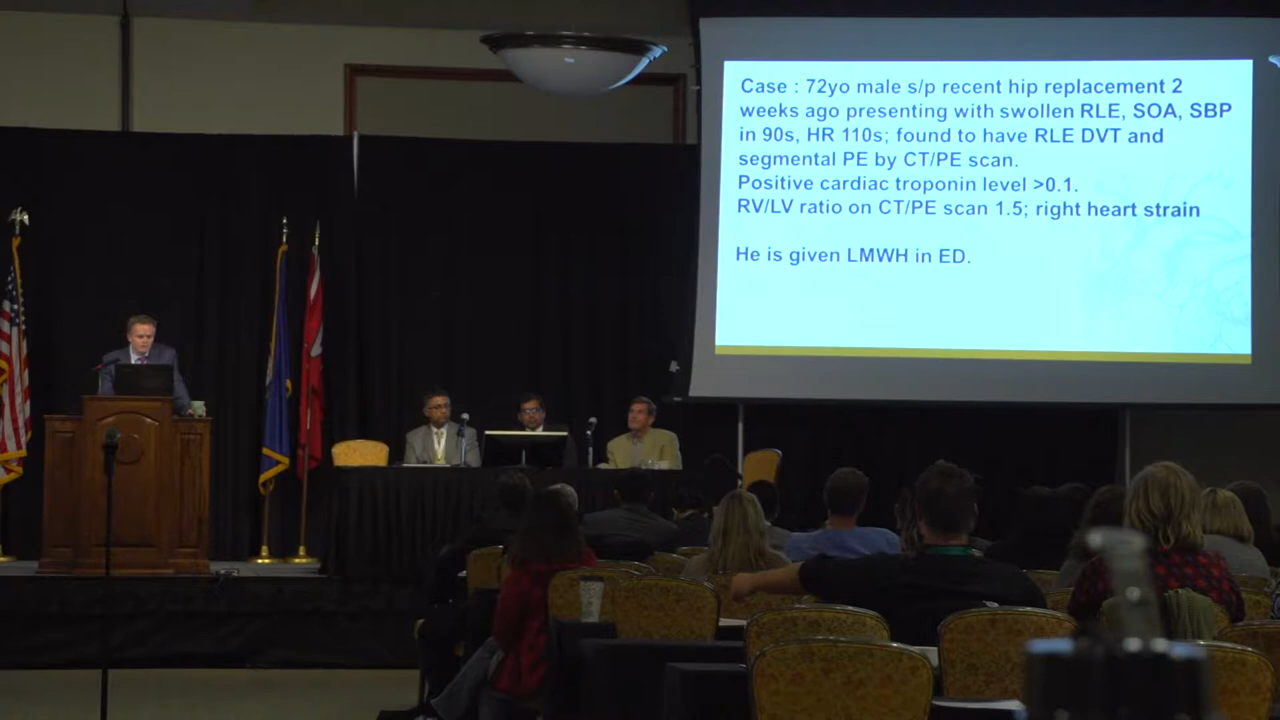 Case : 72yo male s/p recent hip replacement 2
weeks ago presenting with swollen RLE, SOA, SBP
in 90s, HR 110s; found to have RLE DVT and
segmental PE by CT/PE scan.
Positive cardiac troponin level >0.1.
RV/LV ratio on CT/PE scan 1.5; right heart strain
He is given LMWH in ED.